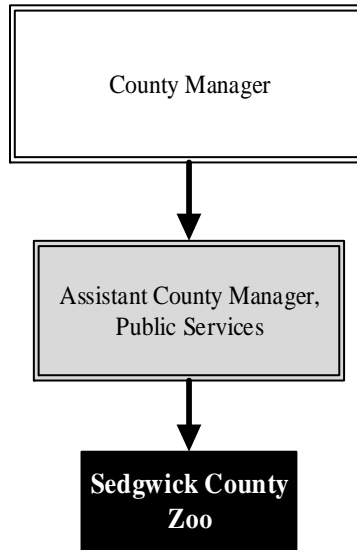 County Manager
Assistant County Manager,
Public Services
Sedgwick County
Zoo